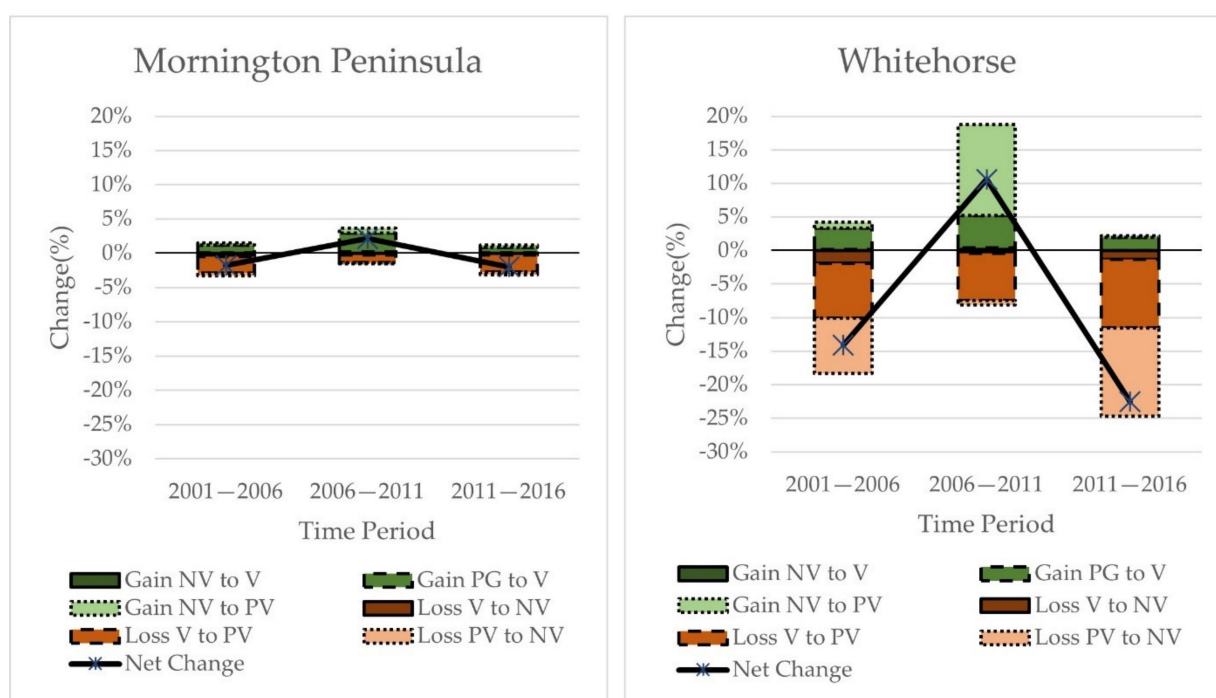 Mornington Peninsula
20%
15%
10%
5%
0%
-5%
-10%
-15%
-20%
-25%
-30%
Change(%)
2001—2006 2006—2011 2011—2016
Time Period
Gain NV to V Gain PG to V
Gain NV to PV Loss V to NV
Loss V to PV Loss PV to NV
Net Change
Whitehorse
20%
15%
10%
5%
0%
-5%
-10%
-15%
-20%
-25%
-30%
Change(%)
2001—2006 2006—2011 2011—2016
Time Period
Gain NV to V Gain PG to V
Gain NV to PV Loss V to NV
Loss V to PV Loss PV to NV
Net Change